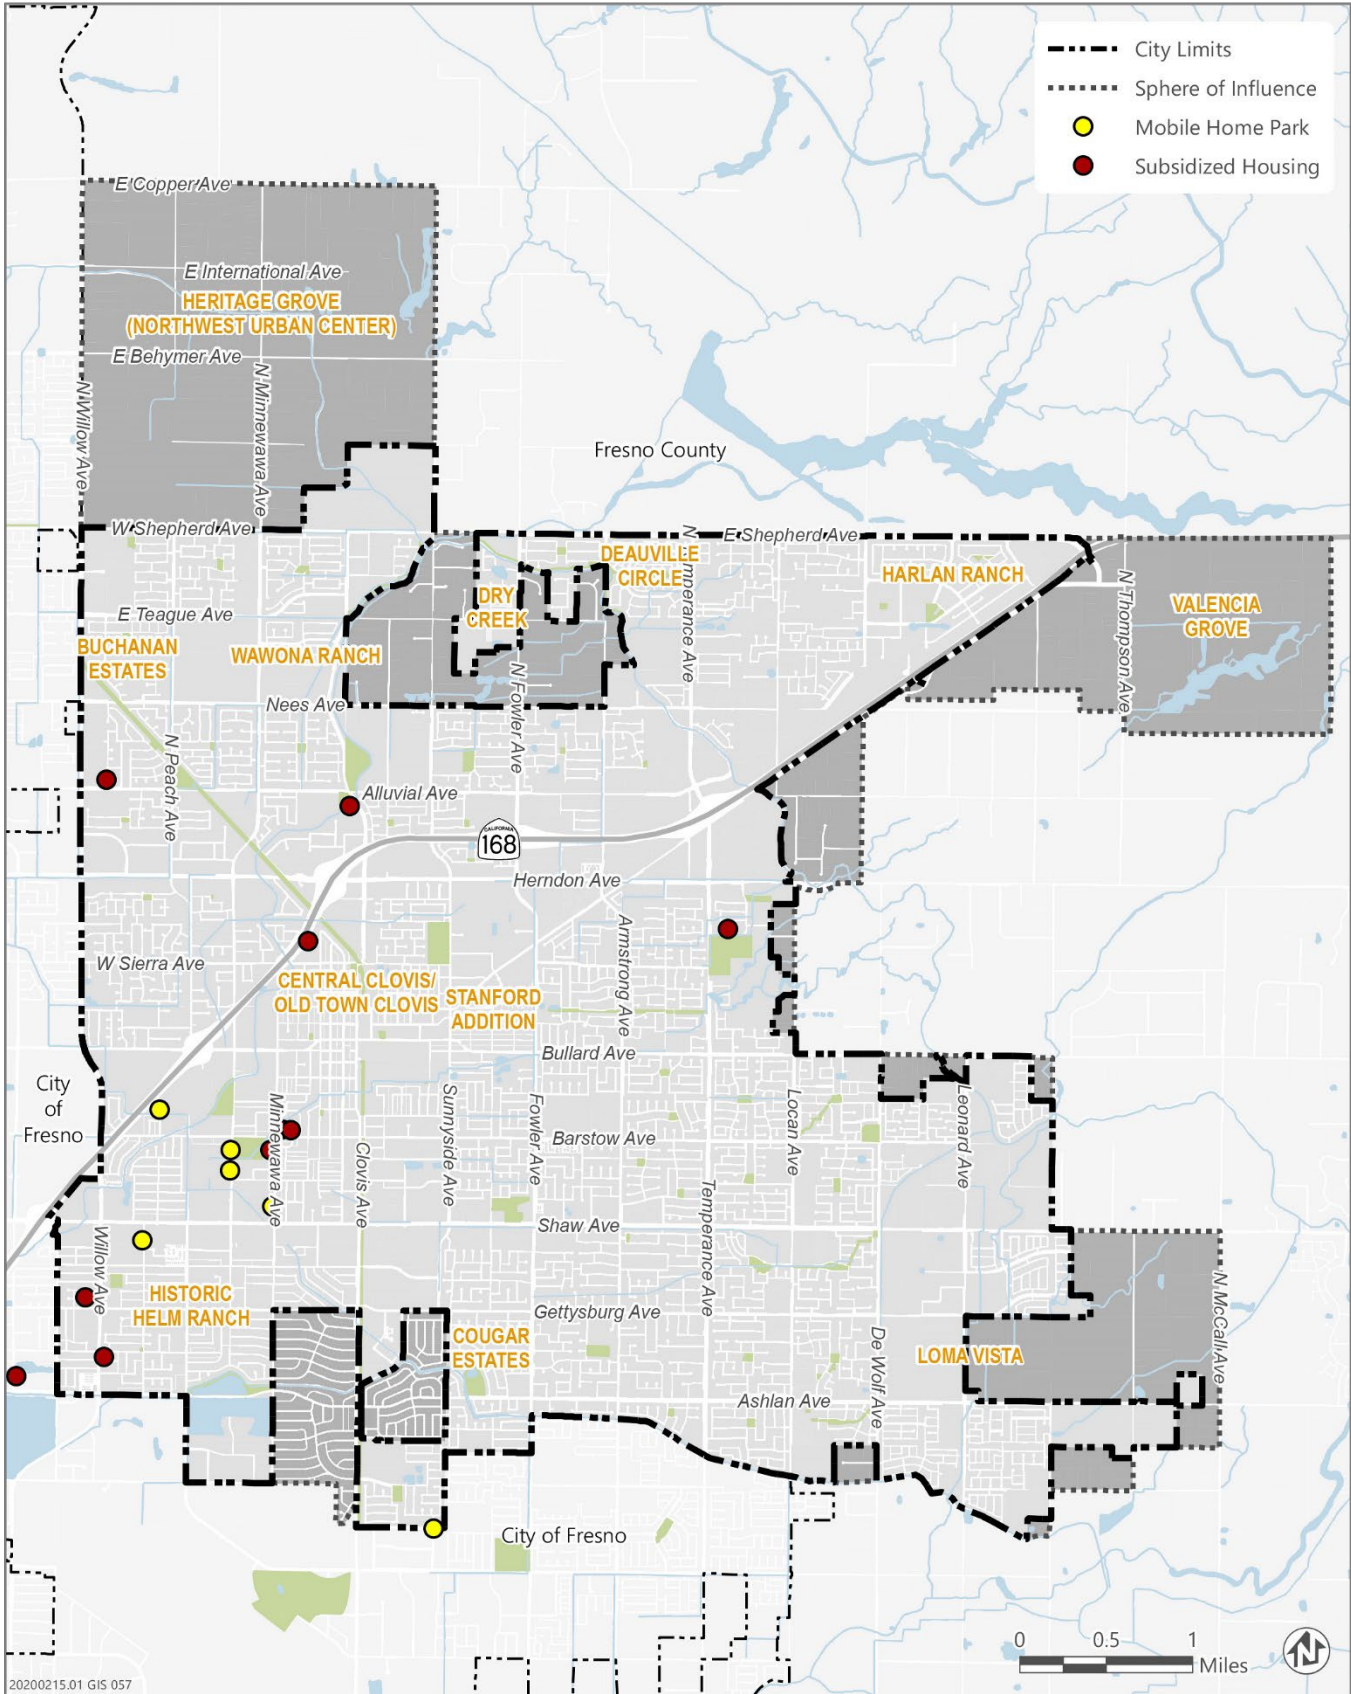 City Limits
Sphere of Influence
Mobile Home Park
Subsidized Housing
E Copper Ave
E International Ave
HERITAGE GROVE
(NORTHWEST URBAN CENTER)
E Behymer Ave
N Willow Ave
N Minnewawa Ave
Fresno County
W Shepherd Ave
E Shepherd Ave
N Temperance Ave
DEAUVILLE
CIRCLE
HARLAN RANCH
DRY
CREEK
N Thompson Ave
VALENCIA
GROVE
E Teague Ave
BUCHANAN
ESTATES
WAWONA RANCH
N Fowler Ave
Nees Ave
N Peach Ave
Alluvial Ave
CALIFORNIA
168
Herndon Ave
Armstrong Ave
W Sierra Ave
CENTRAL CLOVIS/
OLD TOWN CLOVIS
STANFORD
ADDITION
Bullard Ave
City
of
Fresno
Minnewawa Ave
Sunnyside Ave
Fowler Ave
Locan Ave
Leonard Ave
Barstow Ave
Clovis Ave
Temperance Ave
Shaw Ave
Willow Ave
HISTORIC
HELM RANCH
Gettysburg Ave
N McCall Ave
COUGAR
ESTATES
De Wolf Ave
LOMA VISTA
Ashlan Ave
City of Fresno
0 0.5 1
Miles
N
20200215.01 GIS 057